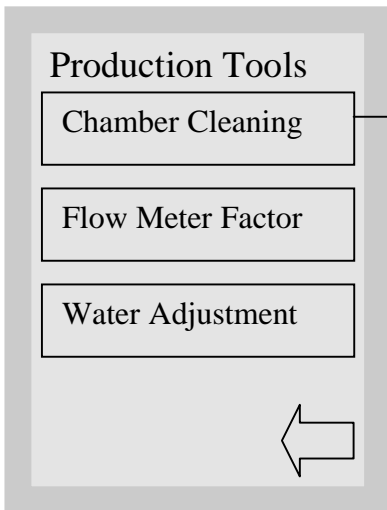 Production Tools
Chamber Cleaning
Flow Meter Factor
Water Adjustment